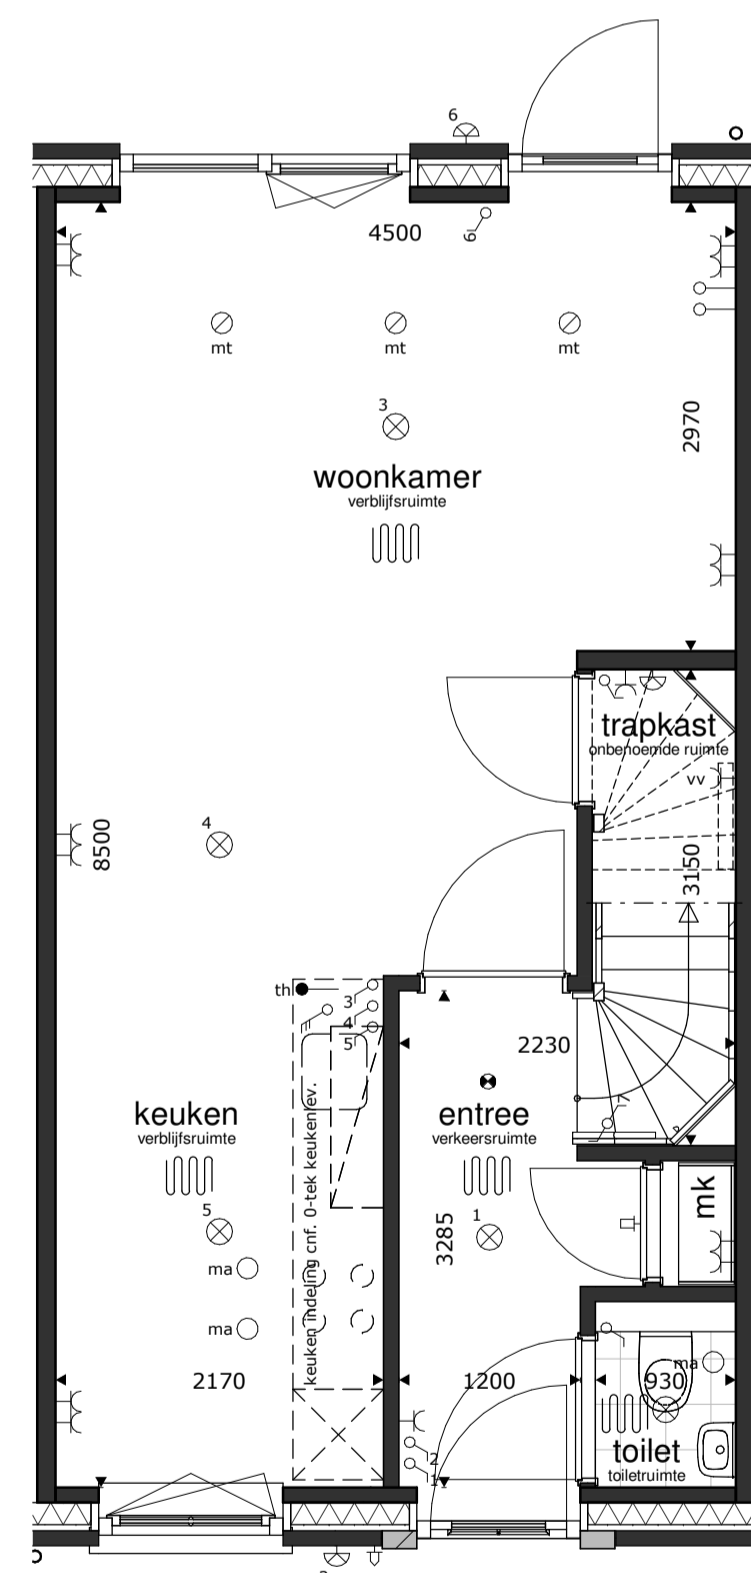 6
4500
6
mt mt mt
3
2970
woonkamer
verblijfsruimte
trapkast
onbenoemde ruimte
vv
4
8500
3150
th
3
4
5
2230
keuken
verblijfsruimte
entree
verkeersruimte
7
keuken indeling cnf. 0-tek keukenlev.
mk
5
3285
1
ma
ma
ma
2170
1200
930
2
1
toilet
toiletruimte